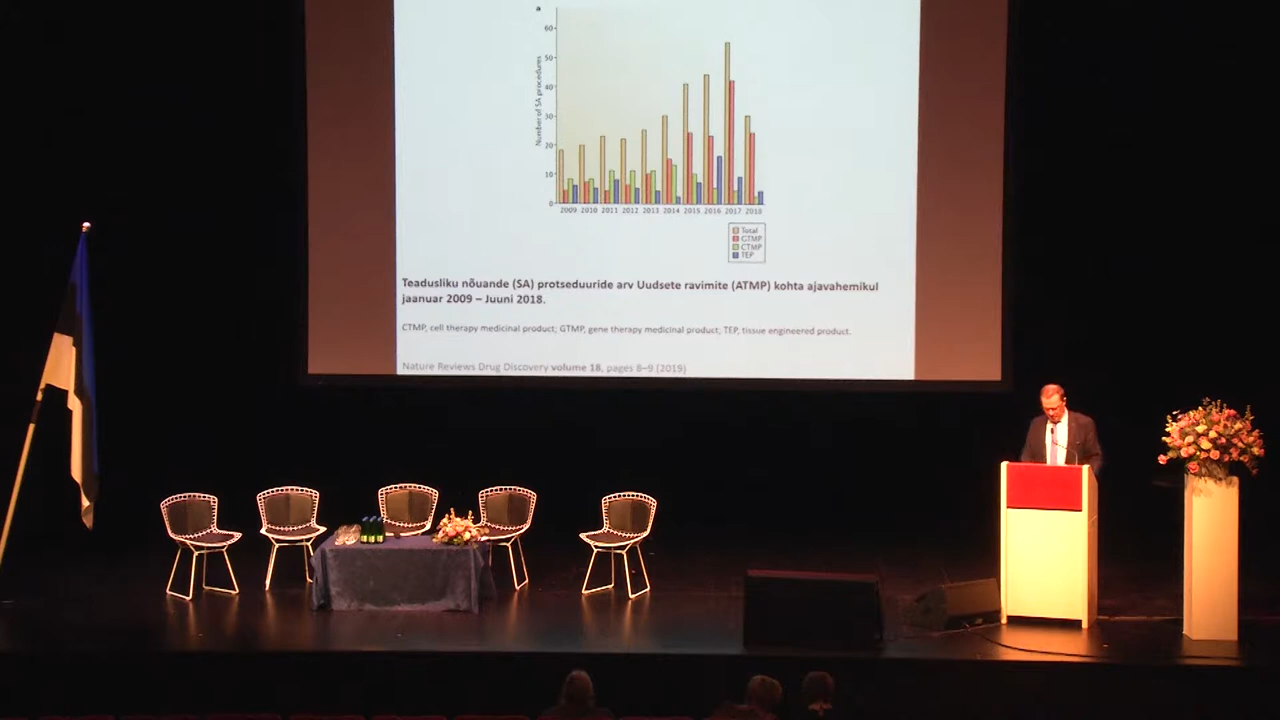 a
60
50
40
30
20
10
0
Number of SA procedures
2009 2010 2011 2012 2013 2014 2015 2016 2017 2018
Total
GTMP
CTMP
TEP
Teadusliku nõuande (SA) protseduuride arv Uudsete ravimite (ATMP) kohta ajavahemikul
jaanuar 2009 – Juuni 2018.
CTMP, cell therapy medicinal product; GTMP, gene therapy medicinal product; TEP, tissue engineered product.
Nature Reviews Drug Discovery volume 18, pages 8–9 (2019)